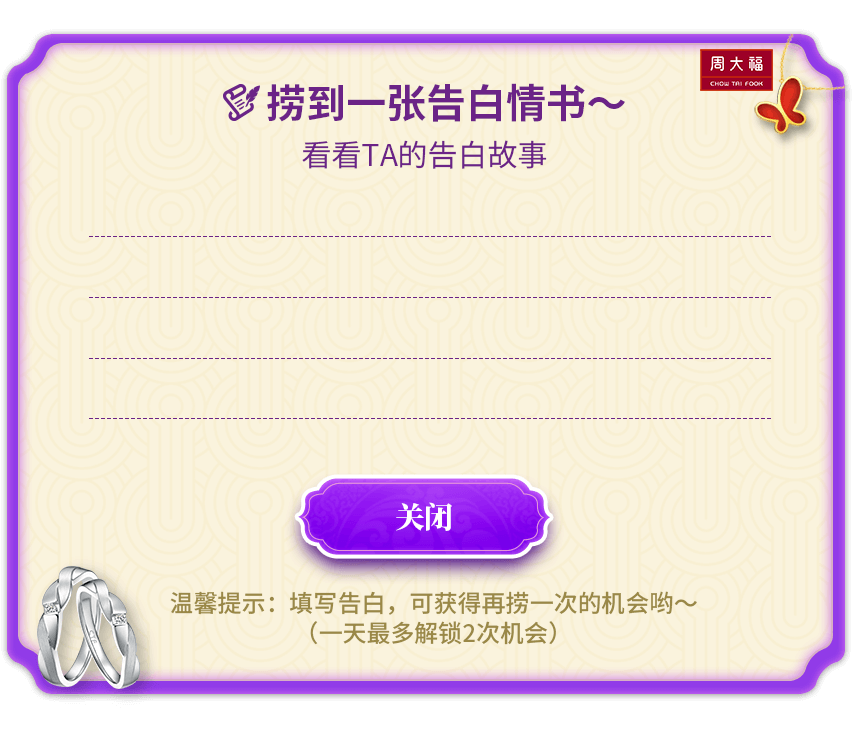 周大福
CHOW TAI FOOK
捞到一张告白情书～
看看TA的告白故事
关闭
温馨提示：填写告白，可获得再捞一次的机会哟～
（一天最多解锁2次机会）